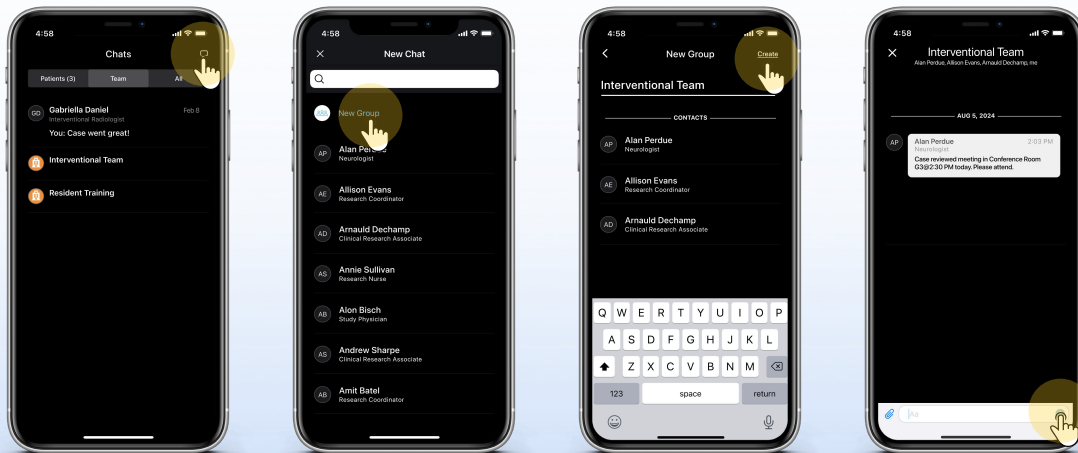 4:58
Chats
Patients (3)
Team
All
GD
Gabriella Daniel
Feb 8
Interventional Radiologist
You: Case went great!
Interventional Team
Resident Training
4:58
New Chat
New Group
AP
Neurologist
AE
Allison Evans
Research Coordinator
AD
Arnauld Dechamp
Clinical Research Associate
AS
Annie Sullivan
Research Nurse
AB
Alon Bisch
Study Physician
AS
Andrew Sharpe
Clinical Research Associate
AB
Amit Batel
Research Coordinator
4:58
New Group
Create
Interventional Team
CONTACTS
AP
Alan Perdue
Neurologist
AE
Allison Evans
Research Coordinator
AD
Arnauld Dechamp
Clinical Research Associate
Q W E R T Y U I O P
A S D F G H J K L
Z X C V B N M
123
space
return
4:58
Interventional Team
Alan Perdue, Allison Evans, Arnauld Dechamp, me
AUG 5, 2024
AP
Alan Perdue
2:03 PM
Neurologist
Case reviewed meeting in Conference Room
G3@2:30 PM today. Please attend.
Aa